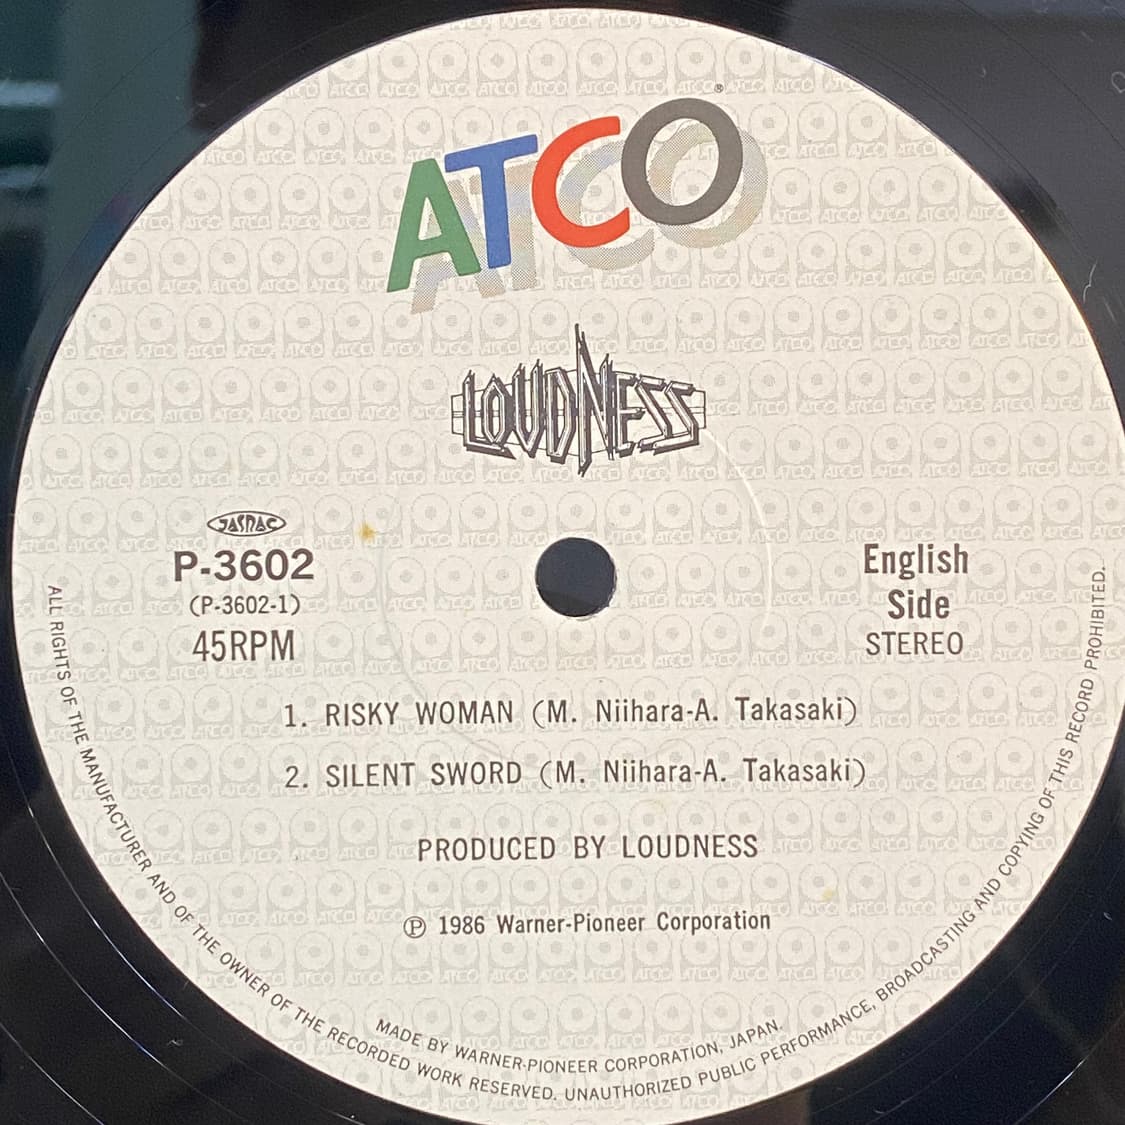 ATCO®
LOUDNESS
JASRAC
P-3602
(P-3602-1)
45RPM
English
Side
STEREO
1. RISKY WOMAN (M. Niihara-A. Takasaki)
2. SILENT SWORD (M. Niihara-A. Takasaki)
PRODUCED BY LOUDNESS
℗ 1986 Warner-Pioneer Corporation
MADE BY WARNER-PIONEER CORPORATION, JAPAN.
ALL RIGHTS OF THE MANUFACTURER AND OF THE OWNER OF THE RECORDED WORK RESERVED. UNAUTHORIZED PUBLIC PERFORMANCE, BROADCASTING AND COPYING OF THIS RECORD PROHIBITED.